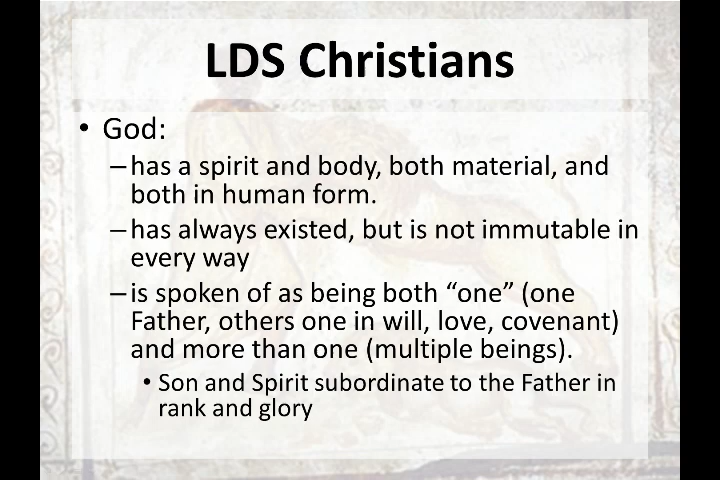 LDS Christians
• God:
–has a spirit and body, both material, and
both in human form.
–has always existed, but is not immutable in
every way
–is spoken of as being both “one” (one
Father, others one in will, love, covenant)
and more than one (multiple beings).
• Son and Spirit subordinate to the Father in
rank and glory